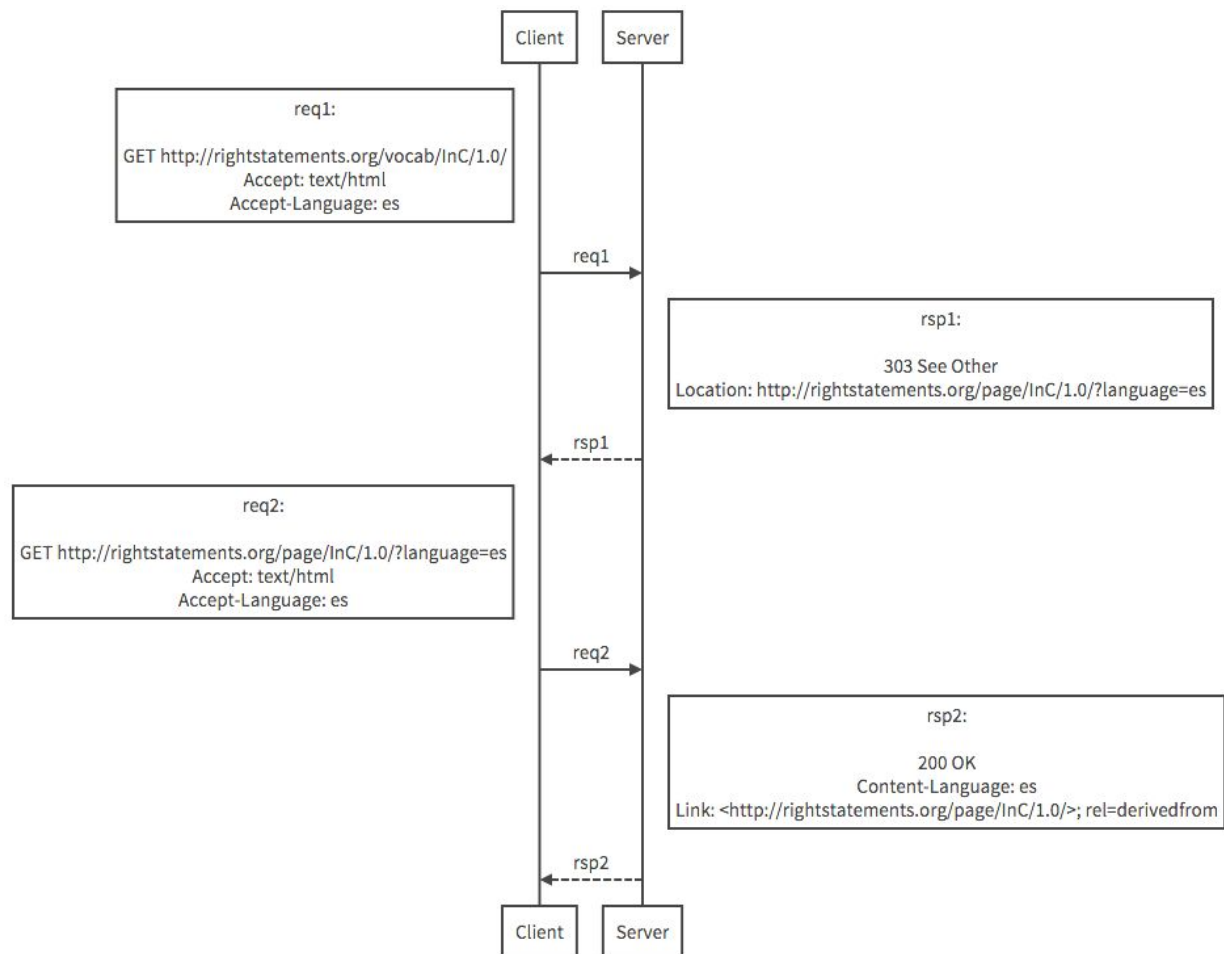 Client
Server
req1:
GET http://rightstatements.org/vocab/InC/1.0/
Accept: text/html
Accept-Language: es
req1
rsp1:
303 See Other
Location: http://rightstatements.org/page/InC/1.0/?language=es
rsp1
req2:
GET http://rightstatements.org/page/InC/1.0/?language=es
Accept: text/html
Accept-Language: es
req2
rsp2:
200 OK
Content-Language: es
Link: <http://rightstatements.org/page/InC/1.0/>; rel=derivedfrom
rsp2
Client
Server